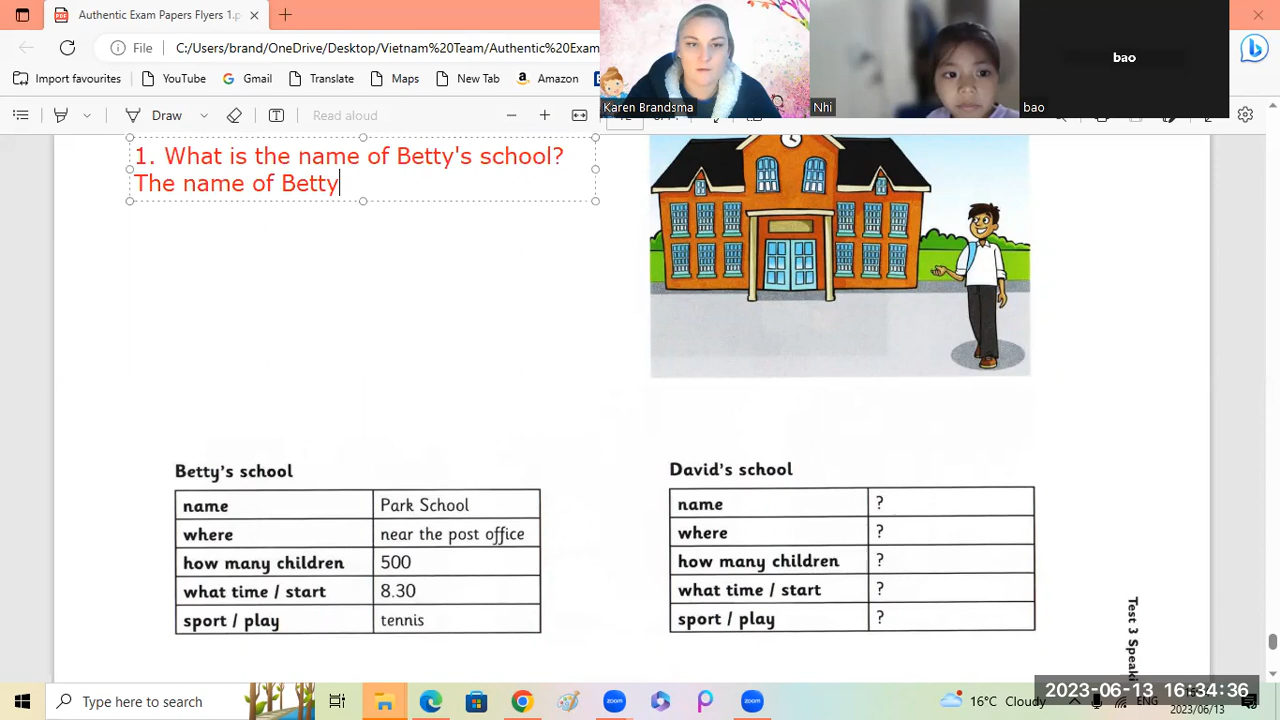 Authentic Exam Papers Flyers 1.p
File
C:/Users/brand/OneDrive/Desktop/Vietnam%20Team/Authentic%20Exam
Import favourites
YouTube
Gmail
Translate
Maps
New Tab
Amazon
Draw
Read aloud
Karen Brandsma
Nhi
bao
bao
1. What is the name of Betty's school?
The name of Betty
Betty's school
name Park School
where near the post office
how many children 500
what time / start 8.30
sport / play tennis
David's school
name ?
where ?
how many children ?
what time / start ?
sport / play ?
Test 3 Speaki
Type here to search
16°C Cloudy
2023-06-13 16:34:36
2023/06/13